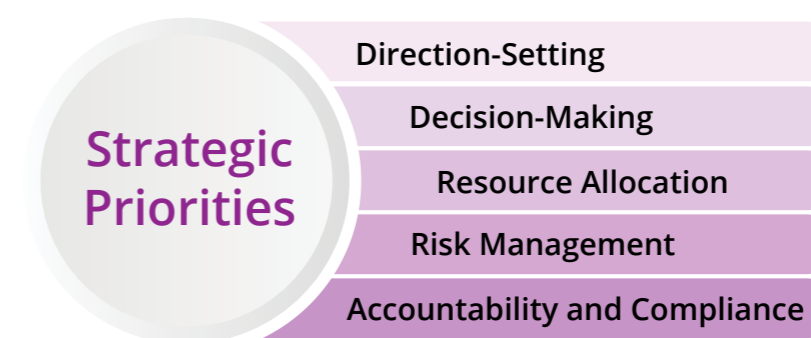 Strategic
Priorities
Direction-Setting
Decision-Making
Resource Allocation
Risk Management
Accountability and Compliance